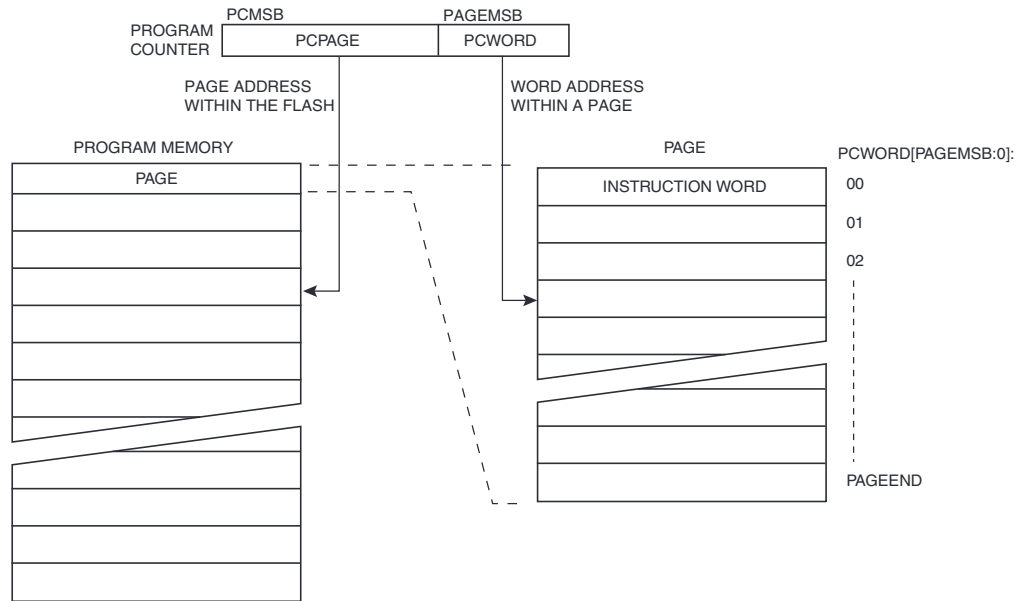 PCMSB
PAGEMSB
PROGRAM
COUNTER
PCPAGE
PCWORD
PAGE ADDRESS
WITHIN THE FLASH
WORD ADDRESS
WITHIN A PAGE
PROGRAM MEMORY
PAGE
PAGE
INSTRUCTION WORD
PCWORD[PAGEMSB:0]:
00
01
02
PAGEEND